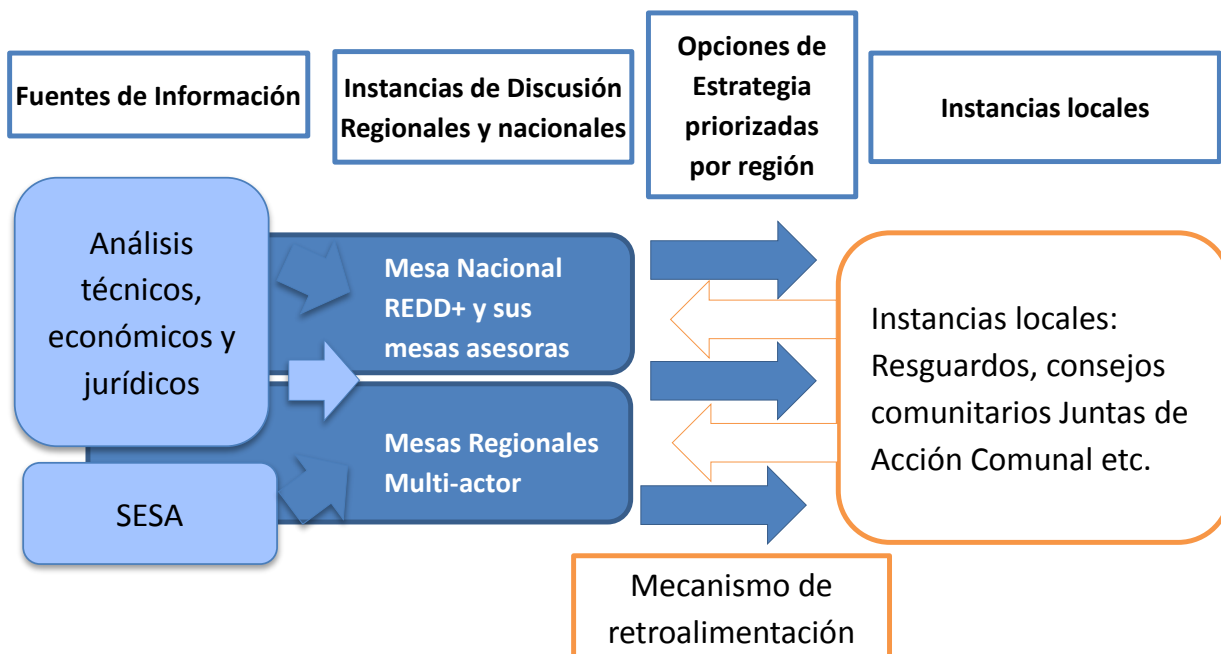 Fuentes de Información
Instancias de Discusión
Regionales y nacionales
Opciones de
Estrategia
priorizadas
por región
Instancias locales
Análisis
técnicos,
económicos y
jurídicos
SESA
Mesa Nacional
REDD+ y sus
mesas asesoras
Mesas Regionales
Multi-actor
Instancias locales:
Resguardos, consejos
comunitarios Juntas de
Acción Comunal etc.
Mecanismo de
retroalimentación